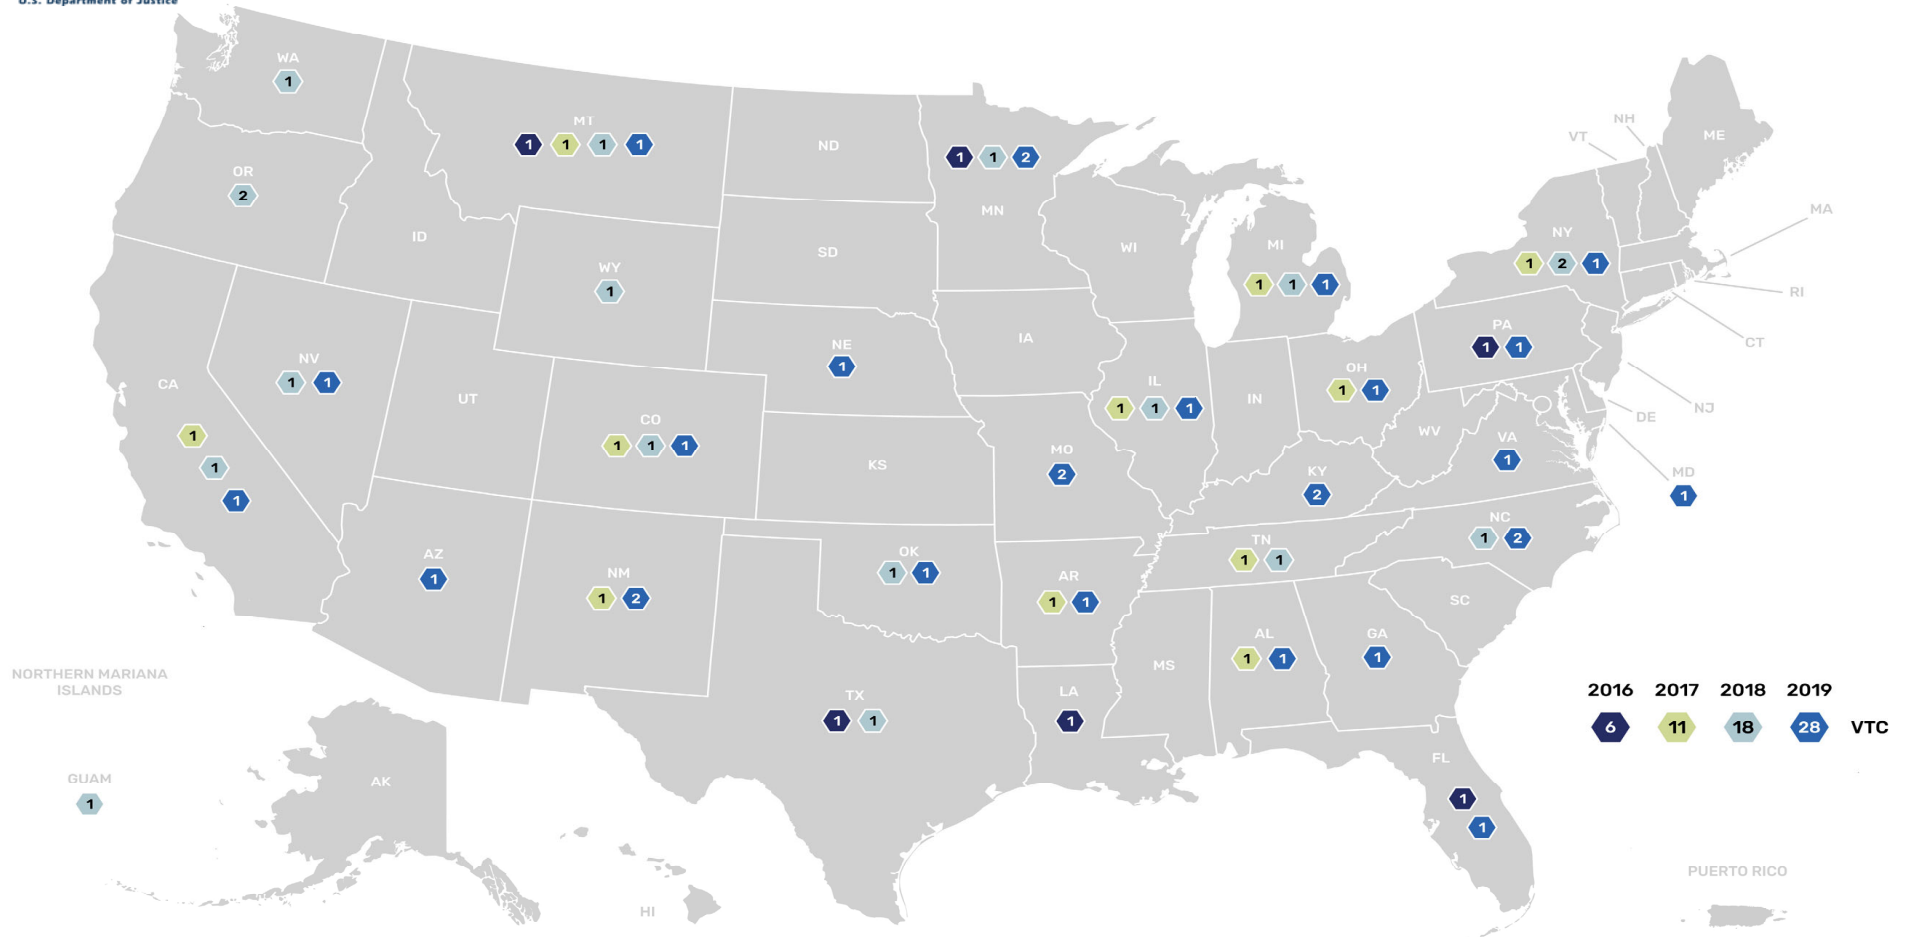 U.S. Department of Justice
WA
1
MT
1 1 1 1
ND
1 1 2
MN
OR
2
ID
WY
1
SD
WI
MI
1 1 1
VT
NH
ME
MA
NY
1 2 1
RI
CT
PA
1 1
NJ
DE
MD
1
NV
1 1
CA
1
1
1
UT
CO
1 1 1
NE
1
KS
IA
IL
1 1 1
IN
OH
1 1
WV
VA
1
MO
2
KY
2
NC
1 2
TN
1 1
AZ
1
NM
1 2
OK
1 1
AR
1 1
SC
MS
AL
1 1
GA
1
TX
1 1
LA
1
FL
1
1
NORTHERN MARIANA
ISLANDS
GUAM
1
AK
HI
PUERTO RICO
2016 2017 2018 2019
6 11 18 28 VTC